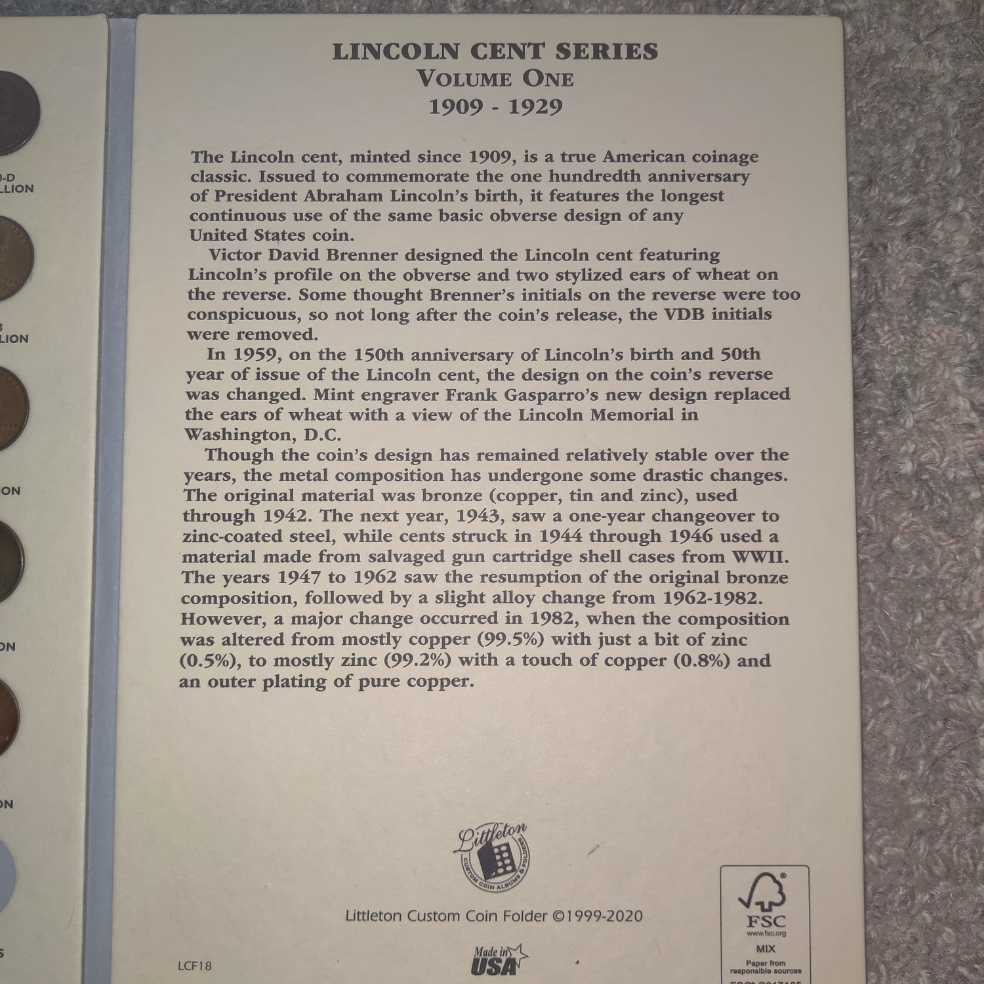 LINCOLN CENT SERIES
VOLUME ONE
1909 - 1929
The Lincoln cent, minted since 1909, is a true American coinage
classic. Issued to commemorate the one hundredth anniversary
of President Abraham Lincoln's birth, it features the longest
continuous use of the same basic obverse design of any
United States coin.
Victor David Brenner designed the Lincoln cent featuring
Lincoln's profile on the obverse and two stylized ears of wheat on
the reverse. Some thought Brenner's initials on the reverse were too
conspicuous, so not long after the coin's release, the VDB initials
were removed.
In 1959, on the 150th anniversary of Lincoln's birth and 50th
year of issue of the Lincoln cent, the design on the coin's reverse
was changed. Mint engraver Frank Gasparro's new design replaced
the ears of wheat with a view of the Lincoln Memorial in
Washington, D.C.
Though the coin's design has remained relatively stable over the
years, the metal composition has undergone some drastic changes.
The original material was bronze (copper, tin and zinc), used
through 1942. The next year, 1943, saw a one-year changeover to
zinc-coated steel, while cents struck in 1944 through 1946 used a
material made from salvaged gun cartridge shell cases from WWII.
The years 1947 to 1962 saw the resumption of the original bronze
composition, followed by a slight alloy change from 1962-1982.
However, a major change occurred in 1982, when the composition
was altered from mostly copper (99.5%) with just a bit of zinc
(0.5%), to mostly zinc (99.2%) with a touch of copper (0.8%) and
an outer plating of pure copper.
-D
LLION
LION
ON
ON
ON
S
Littleton
CUSTOM COIN ALBUMS & FOLDERS
Littleton Custom Coin Folder ©1999-2020
LCF18
Made in
USA
®
FSC
www.fsc.org
MIX
Paper from
responsible sources